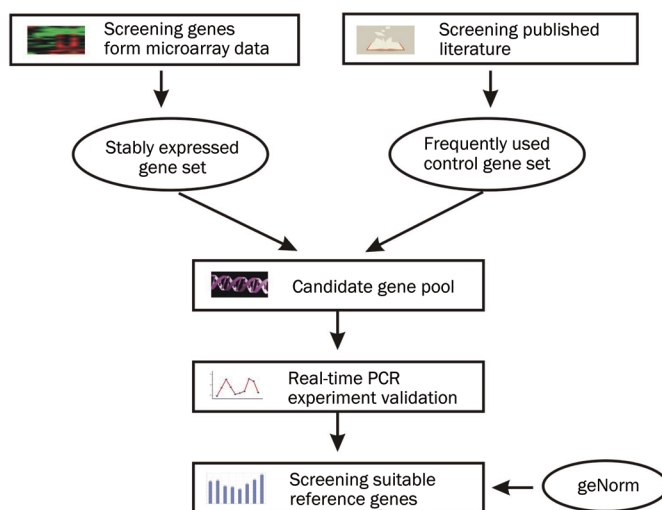 Screening genes
form microarray data
Screening published
literature
Stably expressed
gene set
Frequently used
control gene set
Candidate gene pool
Real-time PCR
experiment validation
Screening suitable
reference genes
geNorm